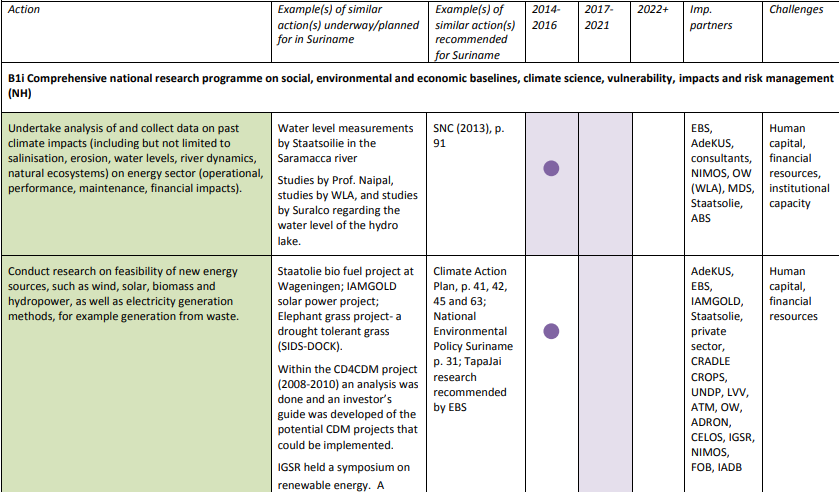 Action
Example(s) of similar
action(s) underway/planned
for in Suriname
Example(s) of
similar action(s)
recommended
for Suriname
2014-
2016
2017-
2021
2022+
Imp.
partners
Challenges
B1i Comprehensive national research programme on social, environmental and economic baselines, climate science, vulnerability, impacts and risk management
(NH)
Undertake analysis of and collect data on past
climate impacts (including but not limited to
salinisation, erosion, water levels, river dynamics,
natural ecosystems) on energy sector (operational,
performance, maintenance, financial impacts).
Water level measurements
by Staatsoilie in the
Saramacca river
Studies by Prof. Naipal,
studies by WLA, and studies
by Suralco regarding the
water level of the hydro
lake.
SNC (2013), p.
91
EBS,
AdeKUS,
consultants,
NIMOS, OW
(WLA), MDS,
Staatsolie,
ABS
Human
capital,
financial
resources,
institutional
capacity
Conduct research on feasibility of new energy
sources, such as wind, solar, biomass and
hydropower, as well as electricity generation
methods, for example generation from waste.
Staatolie bio fuel project at
Wageningen; IAMGOLD
solar power project;
Elephant grass project- a
drought tolerant grass
(SIDS-DOCK).
Within the CD4CDM project
(2008-2010) an analysis was
done and an investor's
guide was developed of the
potential CDM projects that
could be implemented.
IGSR held a symposium on
renewable energy. A
Climate Action
Plan, p. 41, 42,
45 and 63;
National
Environmental
Policy Suriname
p. 31; TapaJai
research
recommended
by EBS
AdeKUS,
EBS,
IAMGOLD,
Staatsolie,
private
sector,
CRADLE
CROPS,
UNDP, LVV,
ATM, OW,
ADRON,
CELOS, IGSR,
NIMOS,
FOB, IADB
Human
capital,
financial
resources